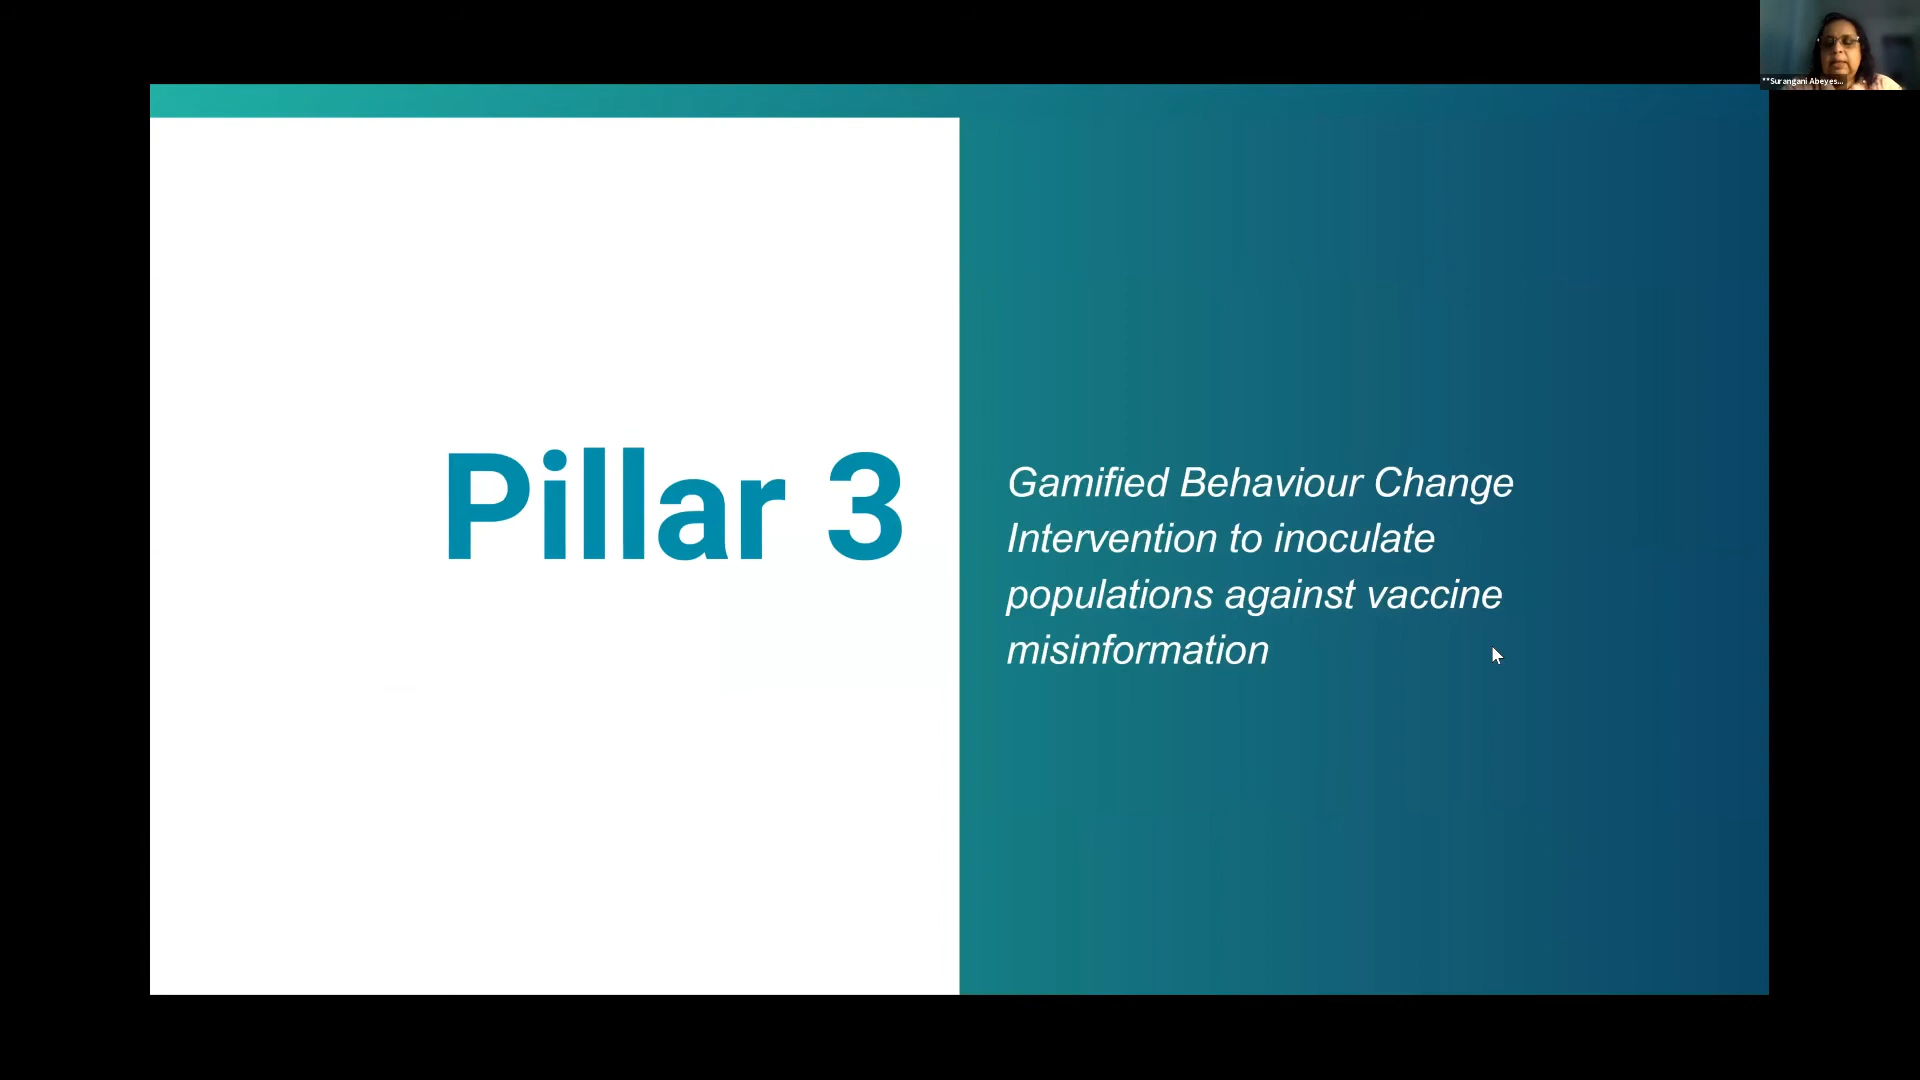 **Surangani Abeyes...
Pillar 3
Gamified Behaviour Change
Intervention to inoculate
populations against vaccine
misinformation